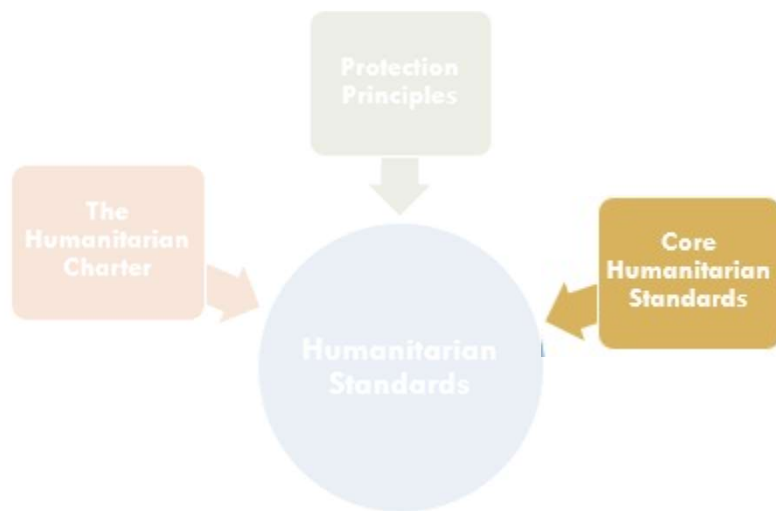 Protection
Principles
The
Humanitarian
Charter
Core
Humanitarian
Standards
Humanitarian
Standards